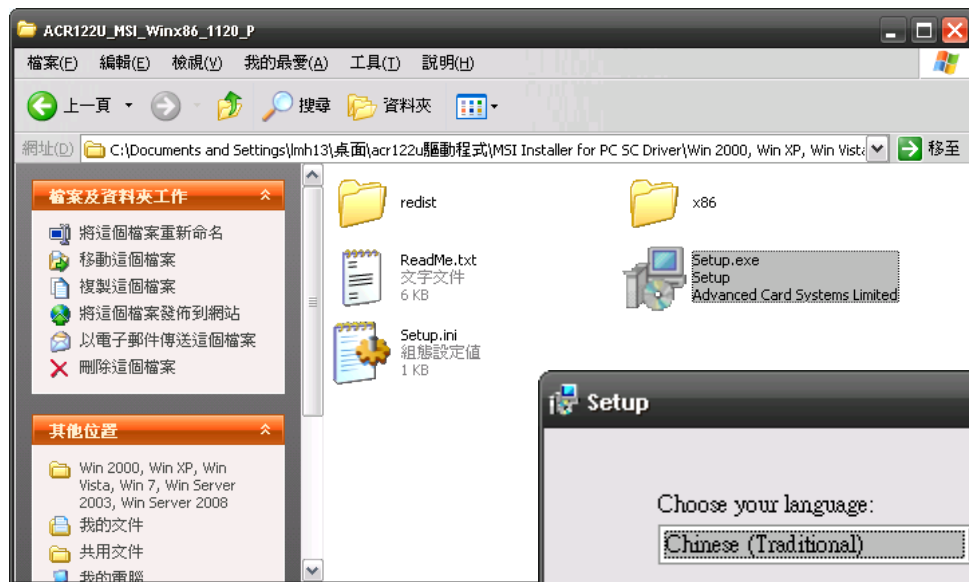 ACR122U_MSI_Winx86_1120_P
檔案(F) 編輯(E) 檢視(V) 我的最愛(A) 工具(T) 說明(H)
上一頁 搜尋 資料夾
網址(D) C:\Documents and Settings\lmh13\桌面\acr122u驅動程式\MSI Installer for PC SC Driver\Win 2000, Win XP, Win Vista 移至
檔案及資料夾工作
將這個檔案重新命名
移動這個檔案
複製這個檔案
將這個檔案發佈到網站
以電子郵件傳送這個檔案
刪除這個檔案
其他位置
Win 2000, Win XP, Win
Vista, Win 7, Win Server
2003, Win Server 2008
我的文件
共用文件
我的電腦
redist
x86
ReadMe.txt
文字文件
6 KB
Setup.exe
Setup
Advanced Card Systems Limited
Setup.ini
組態設定值
1 KB
Setup
Choose your language:
Chinese (Traditional)